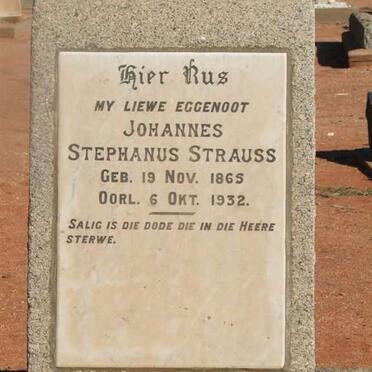 Hier Rus
MY LIEWE EGGENOOT
JOHANNES
STEPHANUS STRAUSS
GEB. 19 NOV. 1865
OORL. 6 OKT. 1932.
SALIG IS DIE DODE DIE IN DIE HEERE
STERWE.